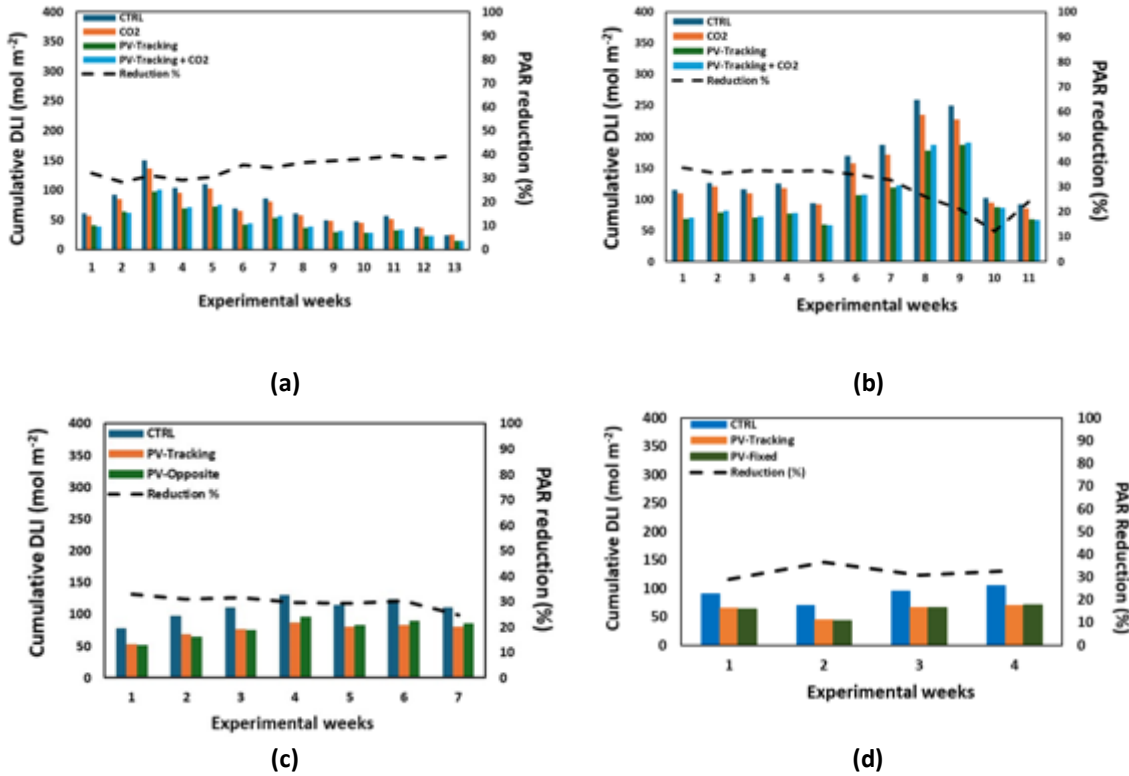 Cumulative DLI (mol m⁻²)
400
350
300
250
200
150
100
50
0
CTRL
CO2
PV-Tracking
PV-Tracking + CO2
Reduction %
100
90
80
70
60
50
40
30
20
10
0
PAR reduction (%)
1 2 3 4 5 6 7 8 9 10 11 12 13
Experimental weeks
(a)
Cumulative DLI (mol m⁻²)
400
350
300
250
200
150
100
50
0
CTRL
CO2
PV-Tracking
PV-Tracking + CO2
Reduction %
100
90
80
70
60
50
40
30
20
10
0
PAR reduction (%)
1 2 3 4 5 6 7 8 9 10 11
Experimental weeks
(b)
Cumulative DLI (mol m⁻²)
400
350
300
250
200
150
100
50
0
CTRL
PV-Tracking
PV-Opposite
Reduction %
100
90
80
70
60
50
40
30
20
10
0
PAR reduction (%)
1 2 3 4 5 6 7
Experimental weeks
(c)
Cumulative DLI (mol m⁻²)
400
350
300
250
200
150
100
50
0
CTRL
PV-Tracking
PV-Fixed
Reduction (%)
100
90
80
70
60
50
40
30
20
10
0
PAR Reduction (%)
1 2 3 4
Experimental weeks
(d)